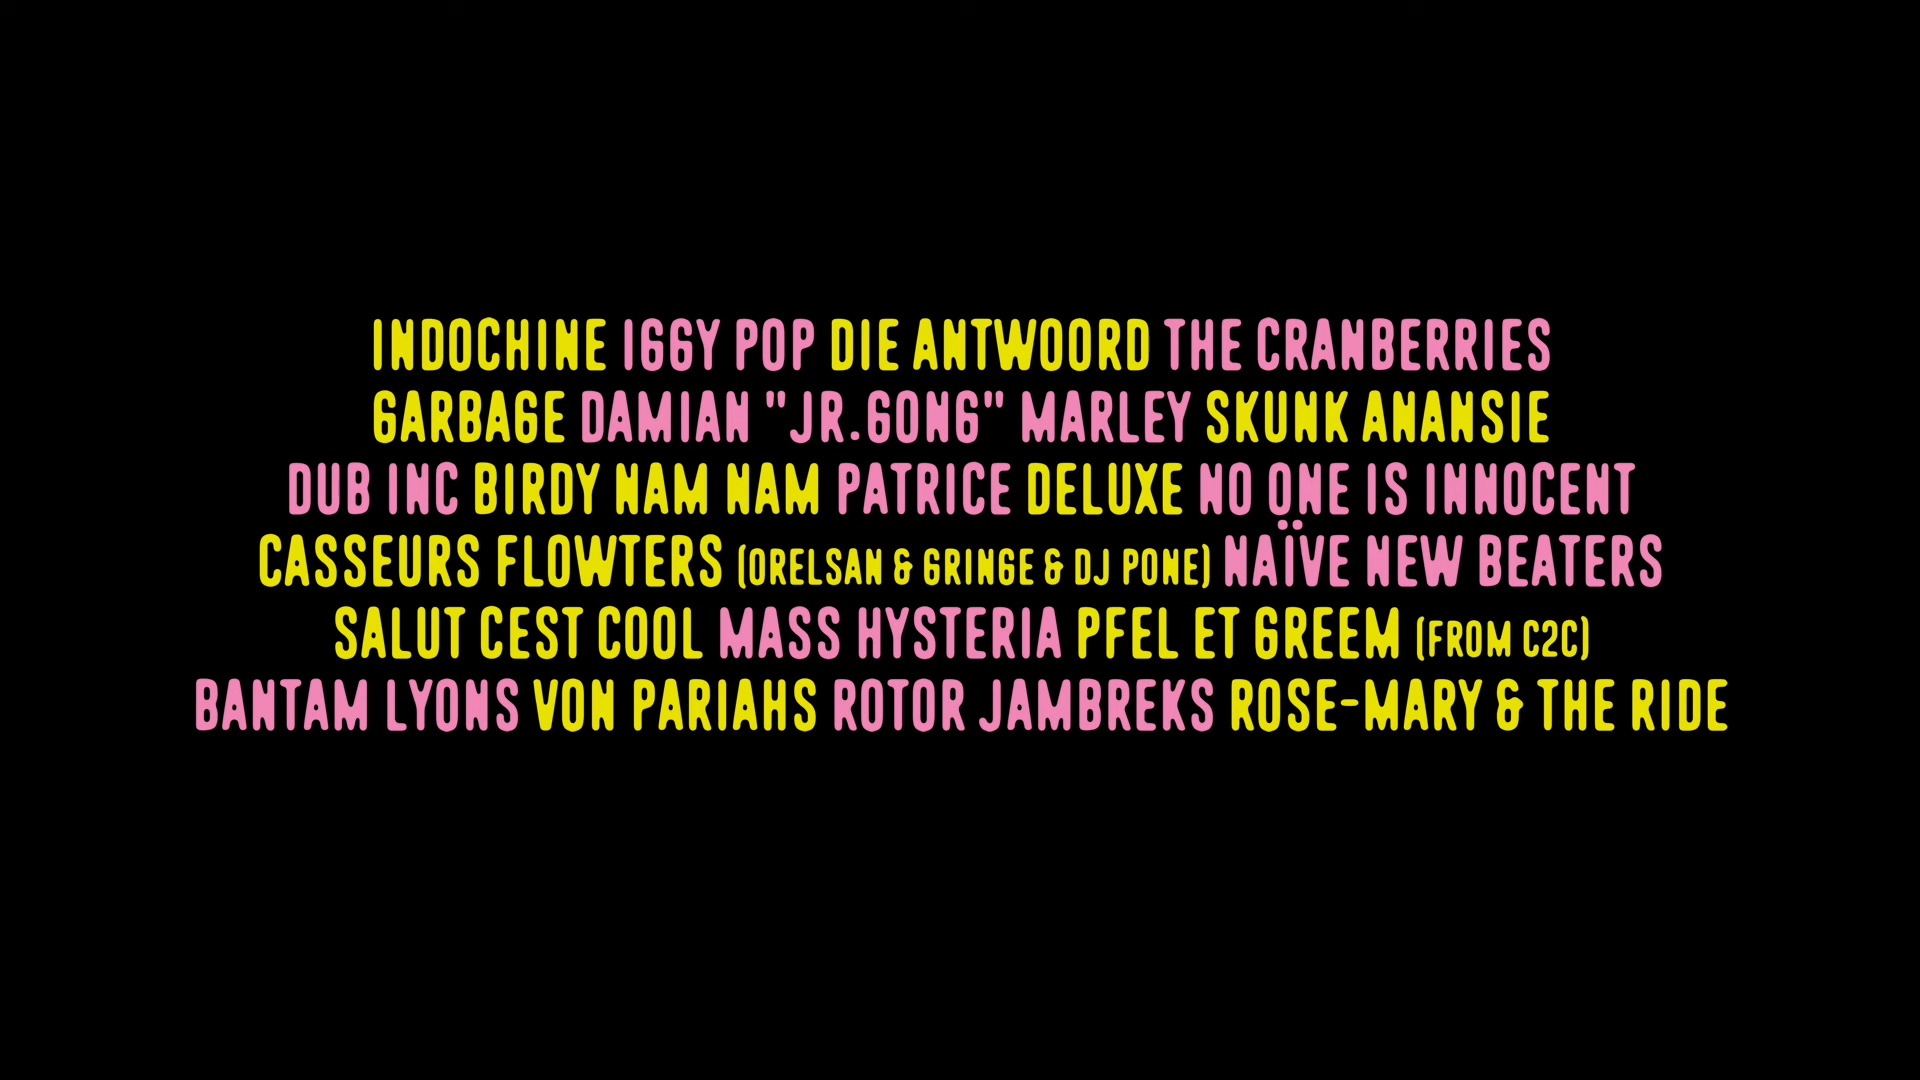 INDOCHINE IGGY POP DIE ANTWOORD THE CRANBERRIES
GARBAGE DAMIAN "JR.GONG" MARLEY SKUNK ANANSIE
DUB INC BIRDY NAM NAM PATRICE DELUXE NO ONE IS INNOCENT
CASSEURS FLOWTERS (ORELSAN & GRINGE & DJ PONE) NAÏVE NEW BEATERS
SALUT CEST COOL MASS HYSTERIA PFEL ET GREEM (FROM C2C)
BANTAM LYONS VON PARIAHS ROTOR JAMBREKS ROSE-MARY & THE RIDE